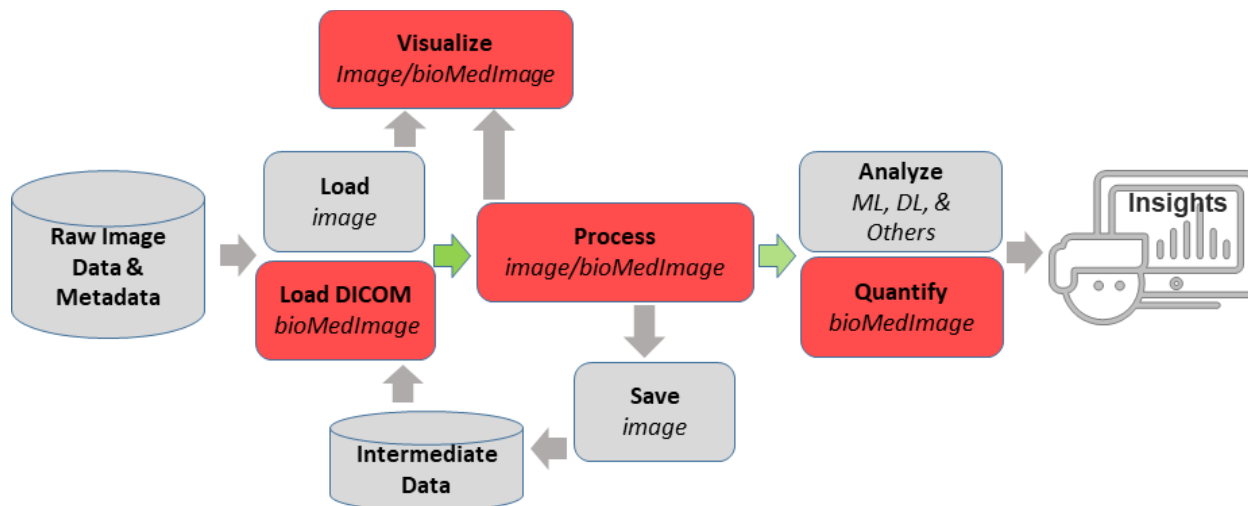 Visualize
Image/bioMedImage
Load
image
Raw Image
Data &
Metadata
Load DICOM
bioMedImage
Process
image/bioMedImage
Analyze
ML, DL, &
Others
Quantify
bioMedImage
Insights
Save
image
Intermediate
Data